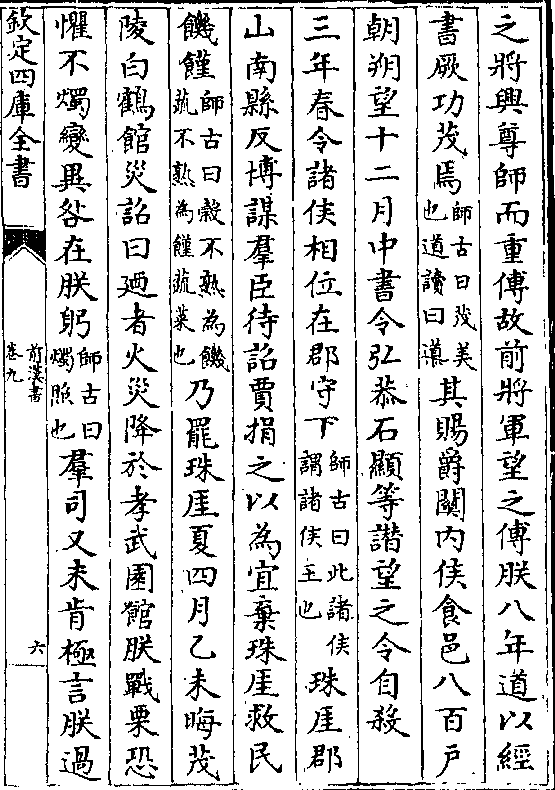 之將興尊師而重傅故前將軍望之傅朕八年道以經
書厥功茂焉師古曰茂美也道讀曰導其賜爵關内侯食邑八百戸
朝朔望十二月中書令弘恭石顯等譖望之令自殺
三年春令諸侯相位在郡守下師古曰此諸侯謂諸侯王也珠厓郡
山南縣反博謀羣臣待詔賈捐之以為宜棄珠厓救民
饑饉師古曰穀不熟為饑蔬不熟為饉蔬菜也乃罷珠厓夏四月乙未晦茂
陵白鶴館災詔曰廼者火災降於孝武園館朕戰栗恐
懼不燭變異咎在朕躬師古曰燭照也羣司又未肯極言朕過
欽定四庫全書
前漢書
卷九
六